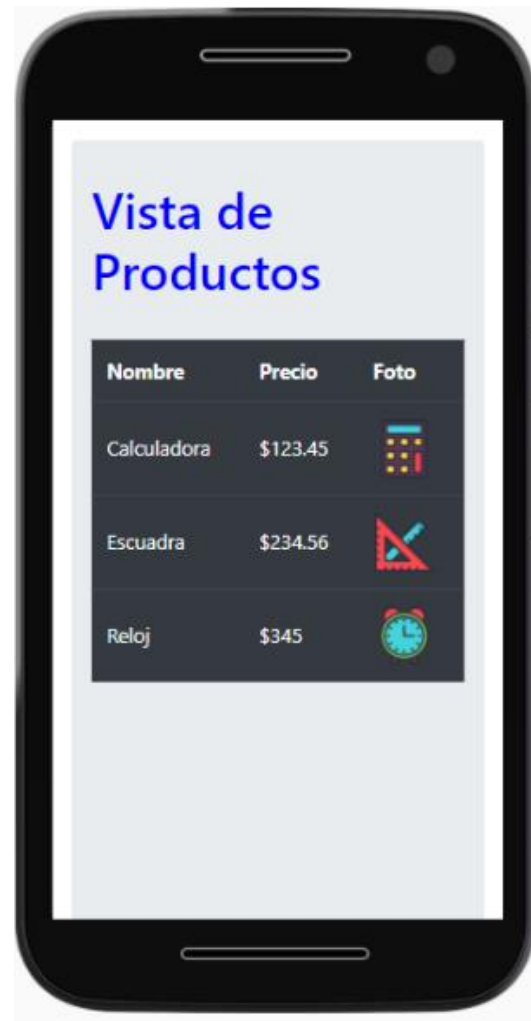 Vista de
Productos
Nombre Precio Foto
Calculadora $123.45
Escuadra $234.56
Reloj $345